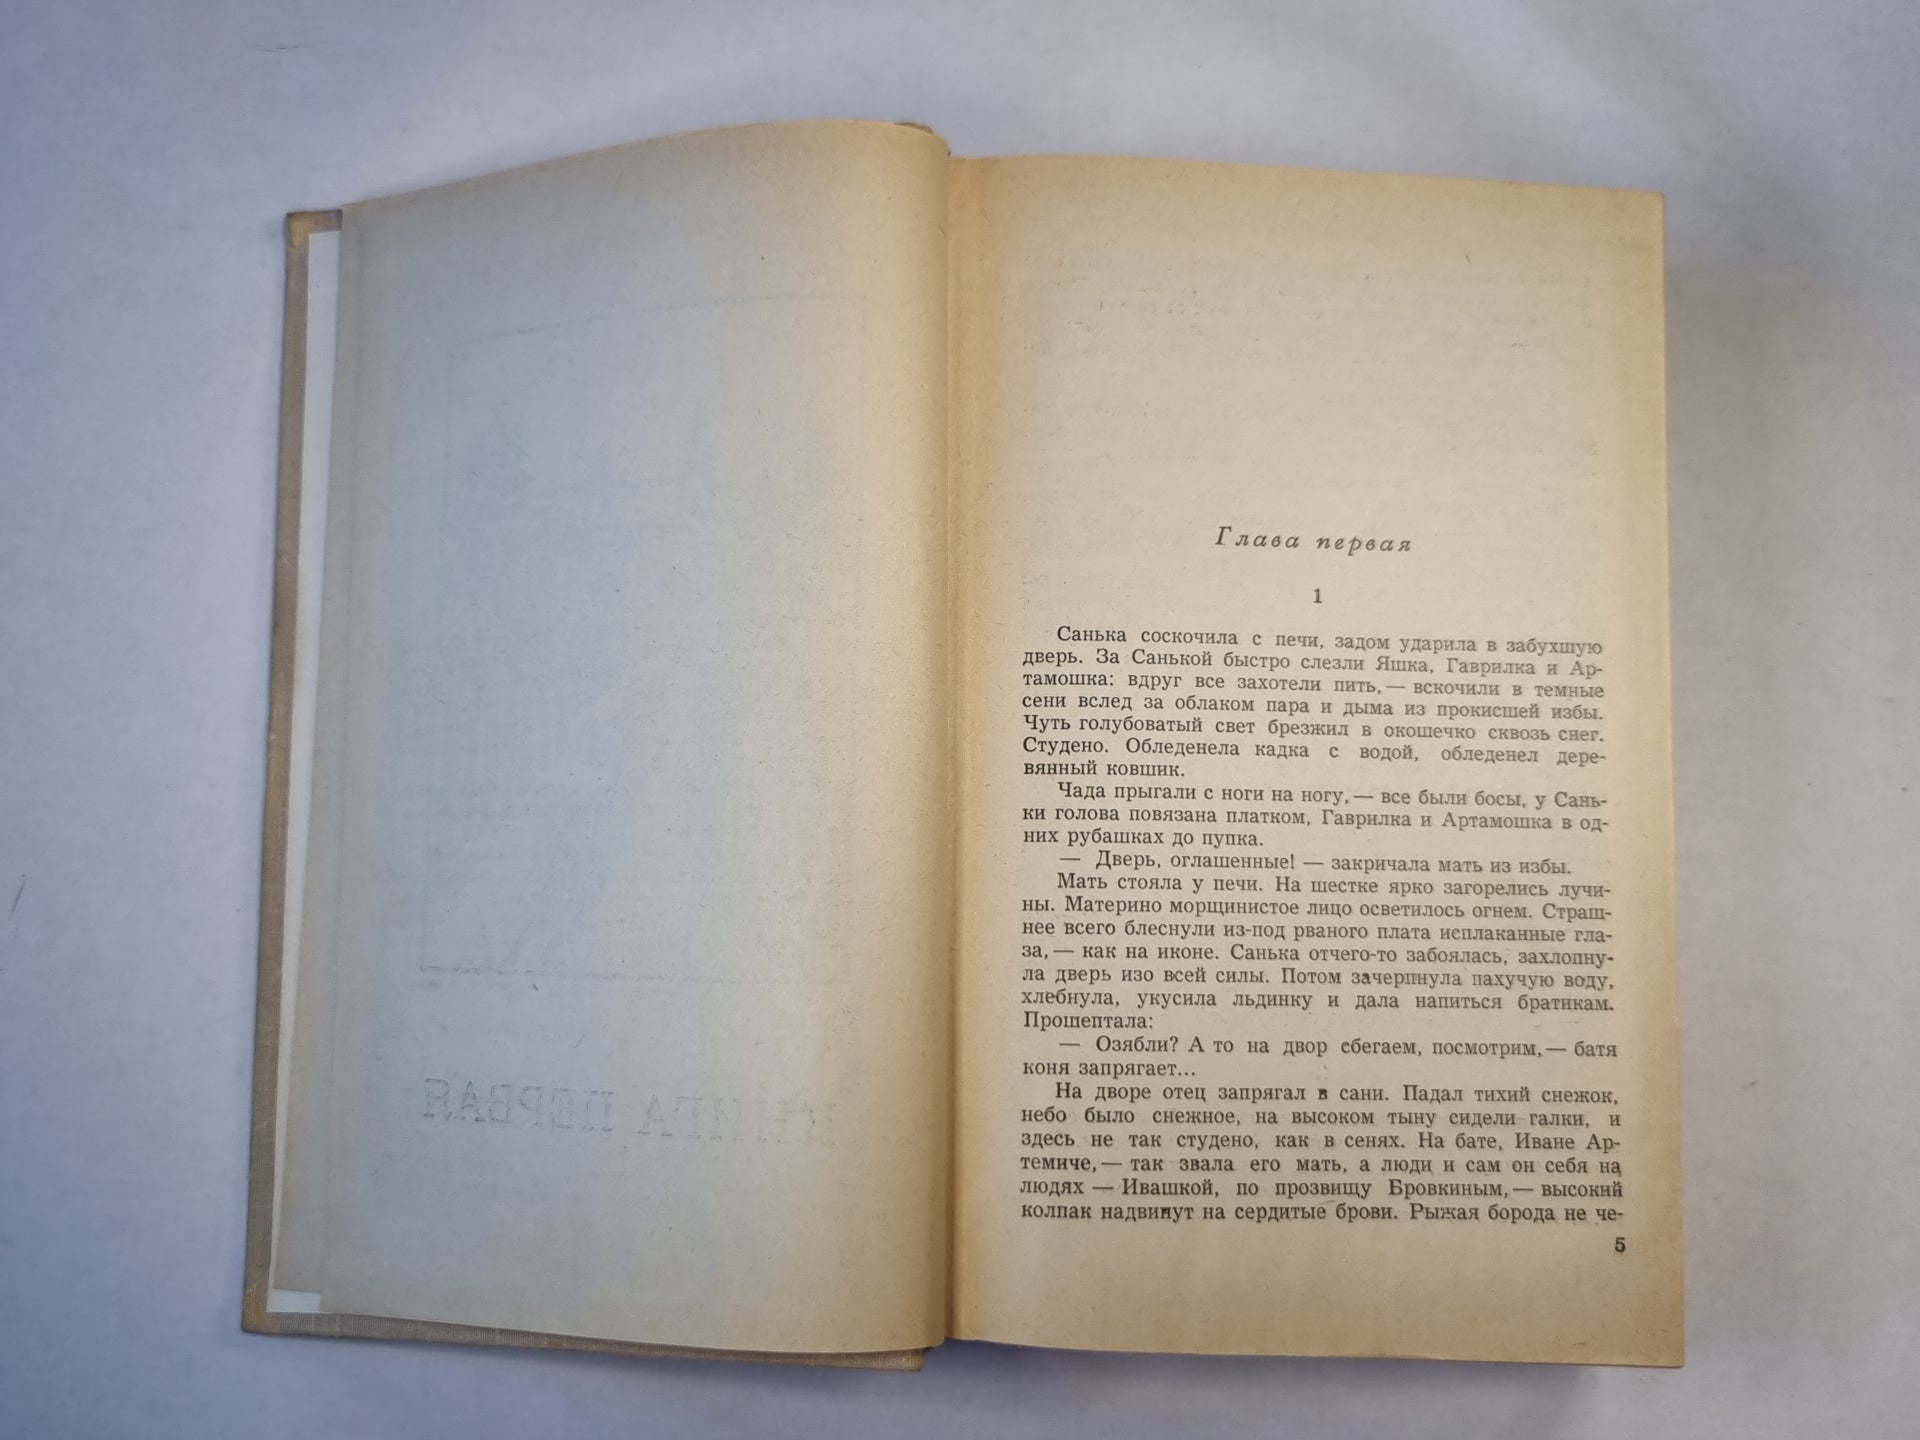 КНИГА ПЕРВАЯ
Глава первая
1
Санька соскочила с печи, задом ударила в забухшую
дверь. За Санькой быстро слезли Яшка, Гаврилка и Ар-
тамошка: вдруг все захотели пить,— вскочили в темные
сени вслед за облаком пара и дыма из прокисшей избы.
Чуть голубоватый свет брезжил в окошечко сквозь снег.
Студено. Обледенела кадка с водой, обледенел дере-
вянный ковшик.
Чада прыгали с ноги на ногу,— все были босы, у Сань-
ки голова повязана платком, Гаврилка и Артамошка в од-
них рубашках до пупка.
— Дверь, оглашенные! — закричала мать из избы.
Мать стояла у печи. На шестке ярко загорелись лучи-
ны. Материно морщинистое лицо осветилось огнем. Страш-
нее всего блеснули из-под рваного плата исплаканные гла-
за,— как на иконе. Санька отчего-то забоялась, захлопну-
ла дверь изо всей силы. Потом зачерпнула пахучую воду,
хлебнула, укусила льдинку и дала напиться братикам.
Прошептала:
— Озябли? А то на двор сбегаем, посмотрим,— батя
коня запрягает...
На дворе отец запрягал в сани. Падал тихий снежок,
небо было снежное, на высоком тыну сидели галки, и
здесь не так студено, как в сенях. На бате, Иване Ар-
темиче,— так звала его мать, а люди и сам он себя на
людях — Ивашкой, по прозвищу Бровкиным,— высокий
колпак надвинут на сердитые брови. Рыжая борода не че-
5